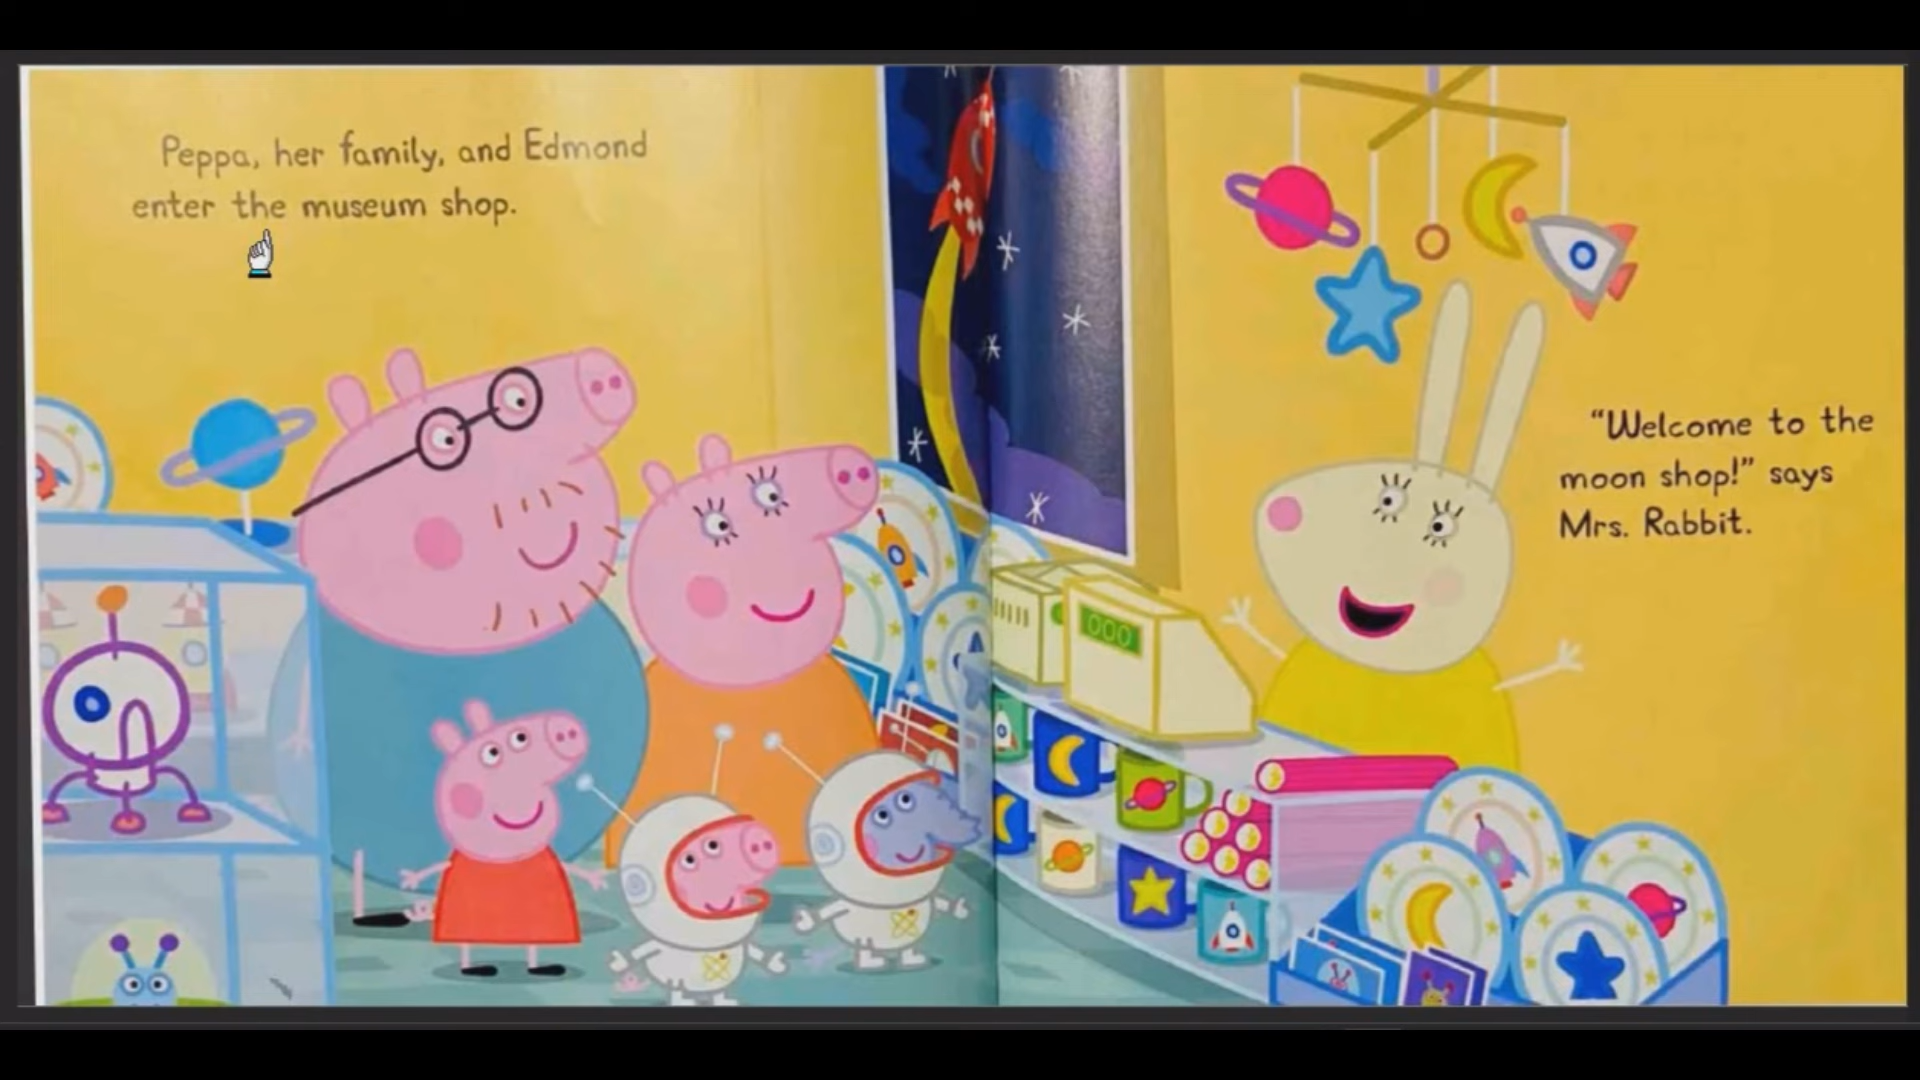 Peppa, her family, and Edmond
enter the museum shop.
"Welcome to the
moon shop!" says
Mrs. Rabbit.
000